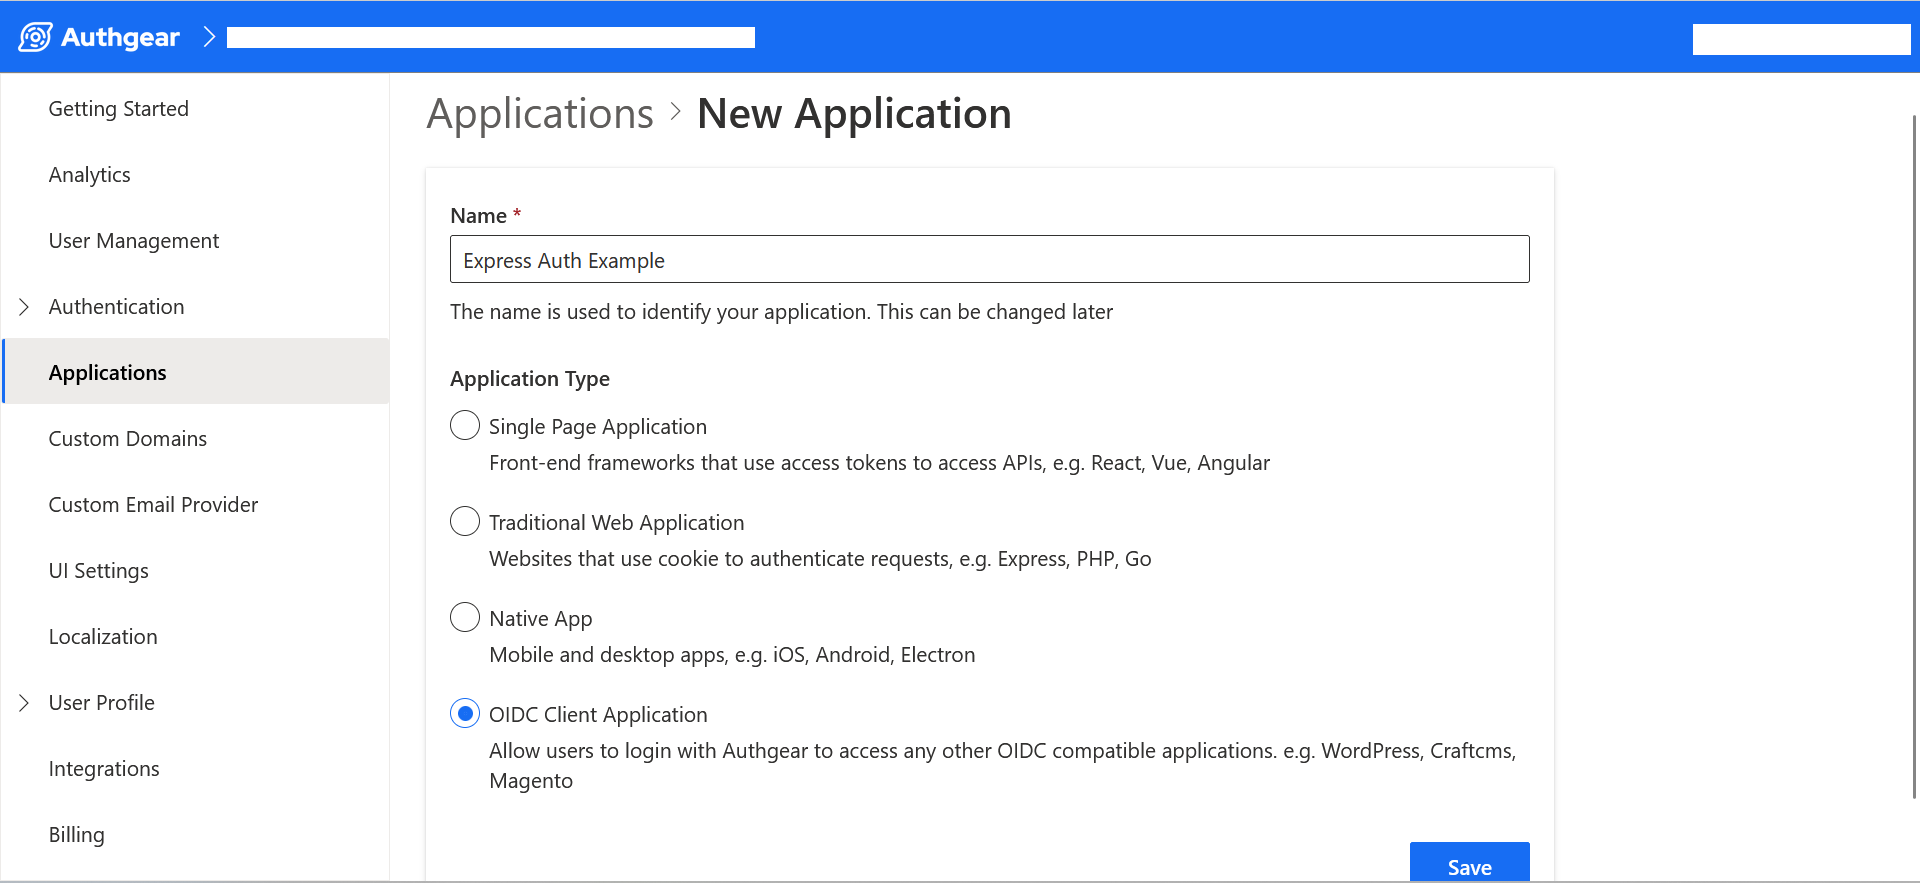 Authgear
Getting Started
Analytics
User Management
Authentication
Applications
Custom Domains
Custom Email Provider
UI Settings
Localization
User Profile
Integrations
Billing
Applications > New Application
Name *
Express Auth Example
The name is used to identify your application. This can be changed later
Application Type
Single Page Application
Front-end frameworks that use access tokens to access APIs, e.g. React, Vue, Angular
Traditional Web Application
Websites that use cookie to authenticate requests, e.g. Express, PHP, Go
Native App
Mobile and desktop apps, e.g. iOS, Android, Electron
OIDC Client Application
Allow users to login with Authgear to access any other OIDC compatible applications. e.g. WordPress, Craftcms,
Magento
Save